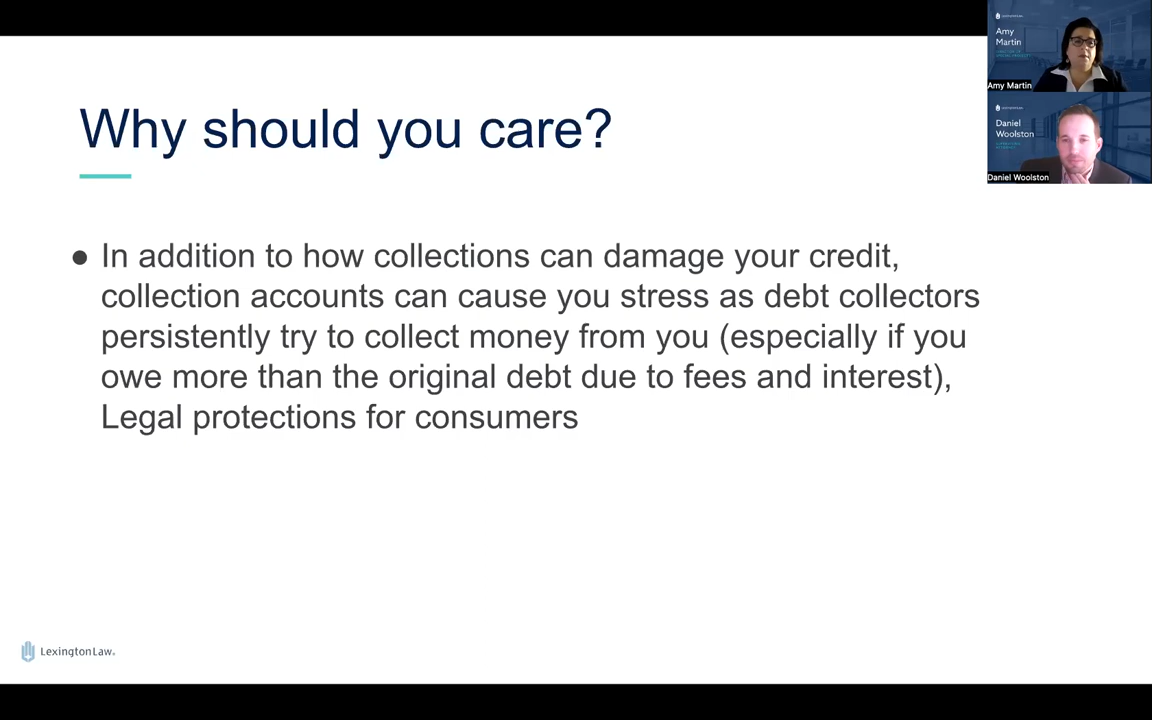 LexingtonLaw
Amy
Martin
Amy Martin
LexingtonLaw
Daniel
Woolston
Daniel Woolston
Why should you care?
● In addition to how collections can damage your credit,
collection accounts can cause you stress as debt collectors
persistently try to collect money from you (especially if you
owe more than the original debt due to fees and interest),
Legal protections for consumers
LexingtonLaw®